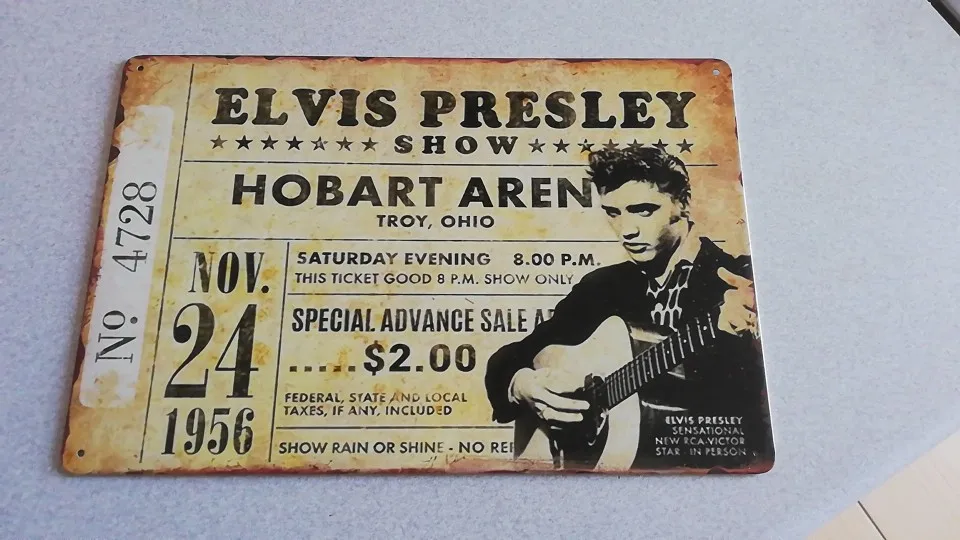 ELVIS PRESLEY
SHOW
HOBART AREN
TROY, OHIO
No. 4728
NOV.
24
1956
SATURDAY EVENING 8.00 P.M.
THIS TICKET GOOD 8 P.M. SHOW ONLY
SPECIAL ADVANCE SALE A
.....$2.00
FEDERAL, STATE AND LOCAL
TAXES, IF ANY, INCLUDED
SHOW RAIN OR SHINE - NO REF
ELVIS PRESLEY
SENSATIONAL
NEW RCA-VICTOR
STAR - IN PERSON